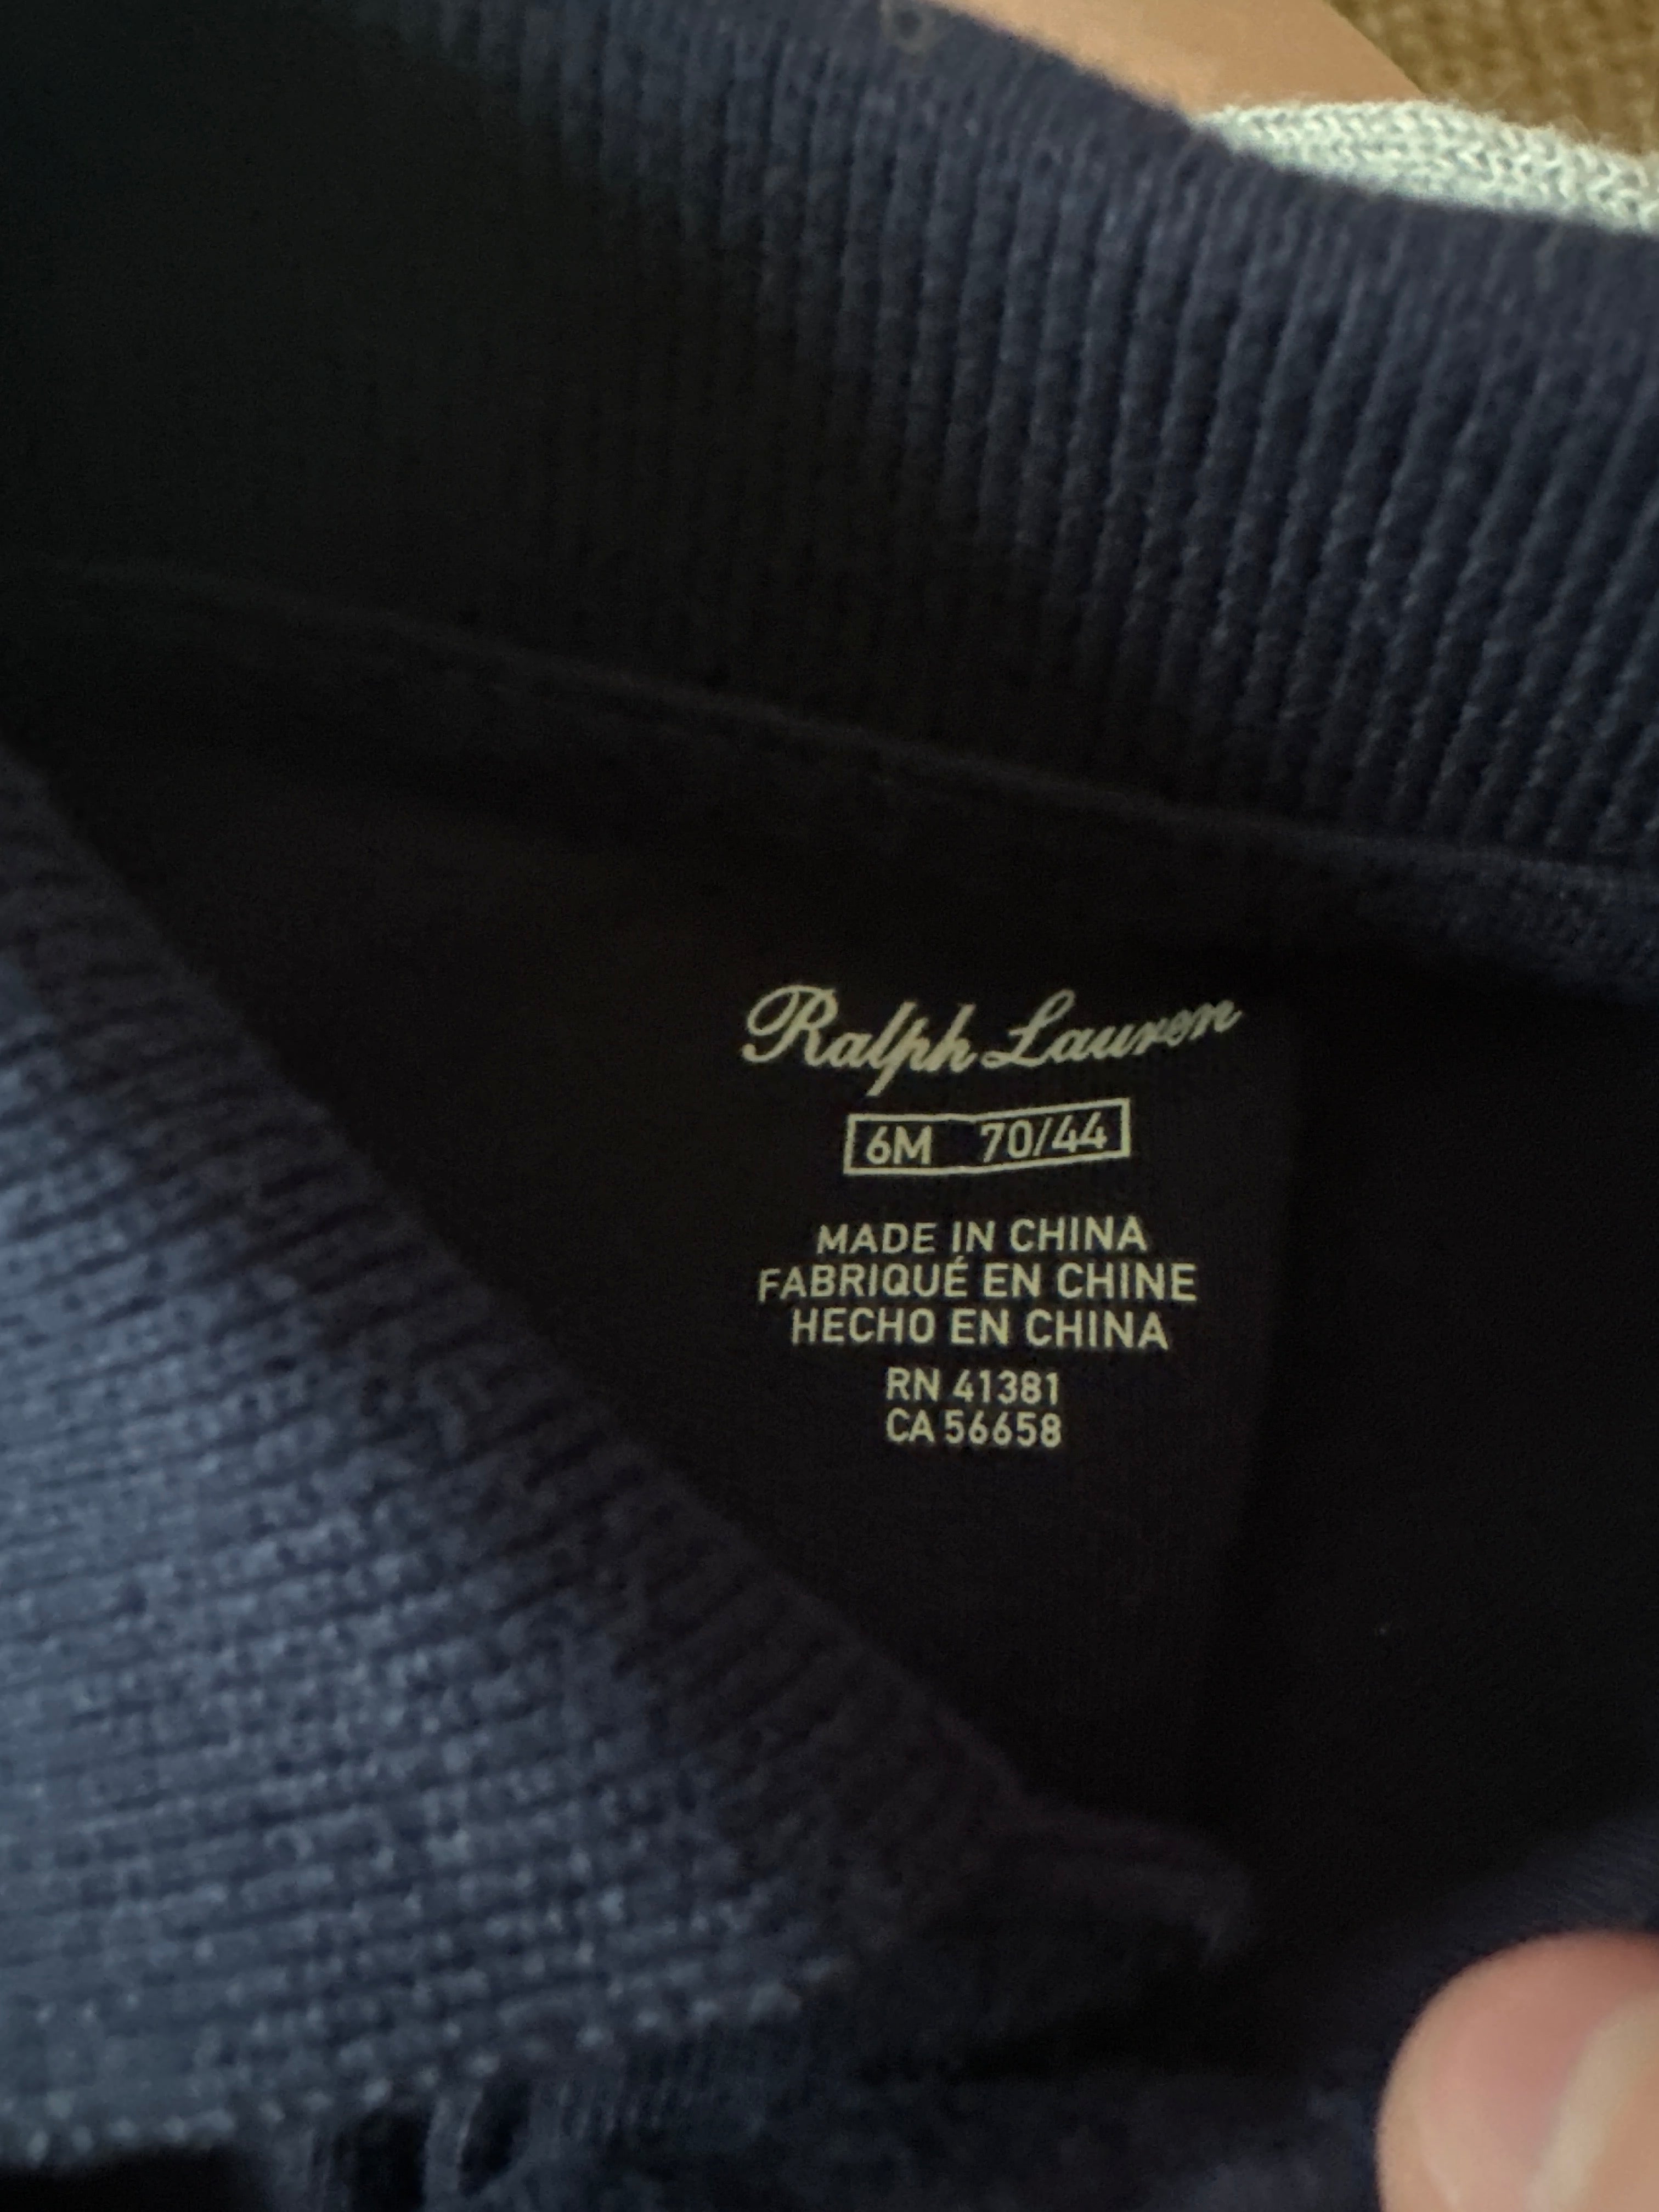 Ralph Lauren
6M 70/44
MADE IN CHINA
FABRIQUÉ EN CHINE
HECHO EN CHINA
RN 41381
CA 56658